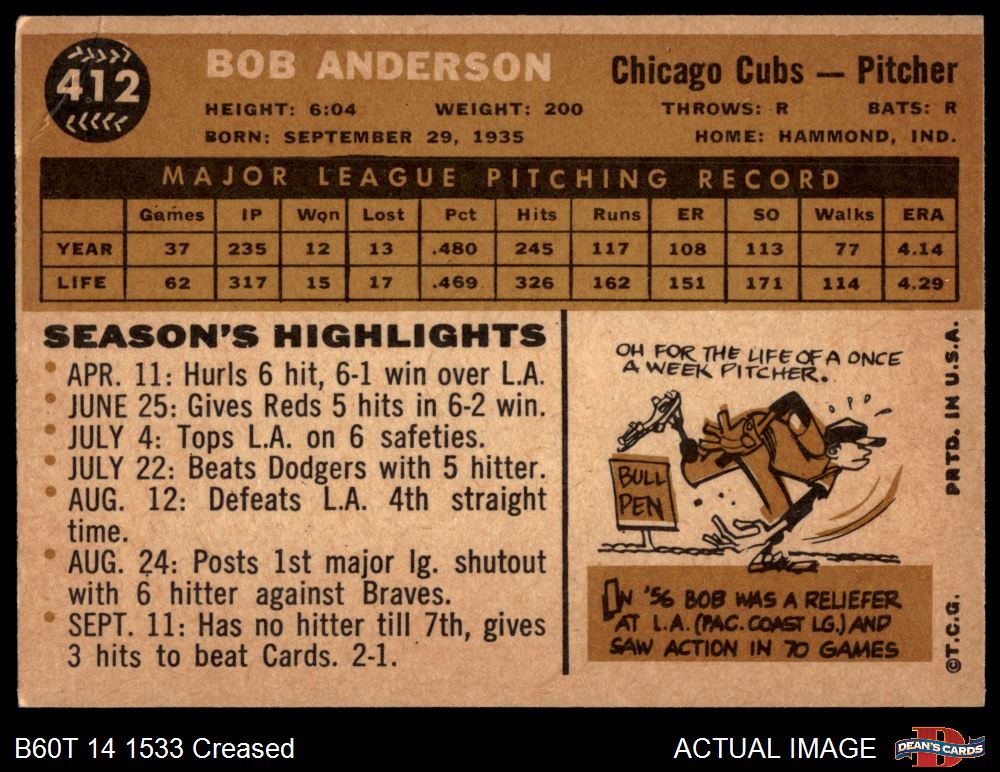 412
BOB ANDERSON
Chicago Cubs — Pitcher
HEIGHT: 6:04 WEIGHT: 200 THROWS: R BATS: R
BORN: SEPTEMBER 29, 1935 HOME: HAMMOND, IND.
MAJOR LEAGUE PITCHING RECORD
Games IP Won Lost Pct Hits Runs ER SO Walks ERA
YEAR 37 235 12 13 .480 245 117 108 113 77 4.14
LIFE 62 317 15 17 .469 326 162 151 171 114 4.29
SEASON'S HIGHLIGHTS
• APR. 11: Hurls 6 hit, 6-1 win over L.A.
• JUNE 25: Gives Reds 5 hits in 6-2 win.
• JULY 4: Tops L.A. on 6 safeties.
• JULY 22: Beats Dodgers with 5 hitter.
• AUG. 12: Defeats L.A. 4th straight
time.
• AUG. 24: Posts 1st major lg. shutout
with 6 hitter against Braves.
• SEPT. 11: Has no hitter till 7th, gives
3 hits to beat Cards. 2-1.
OH FOR THE LIFE OF A ONCE
A WEEK PITCHER.
BULL
PEN
IN '56 BOB WAS A RELIEFER
AT L.A. (PAC. COAST LG.) AND
SAW ACTION IN 70 GAMES
©T.C.G. PRTD. IN U.S.A.
B60T 14 1533 Creased
ACTUAL IMAGE
DEAN'S CARDS